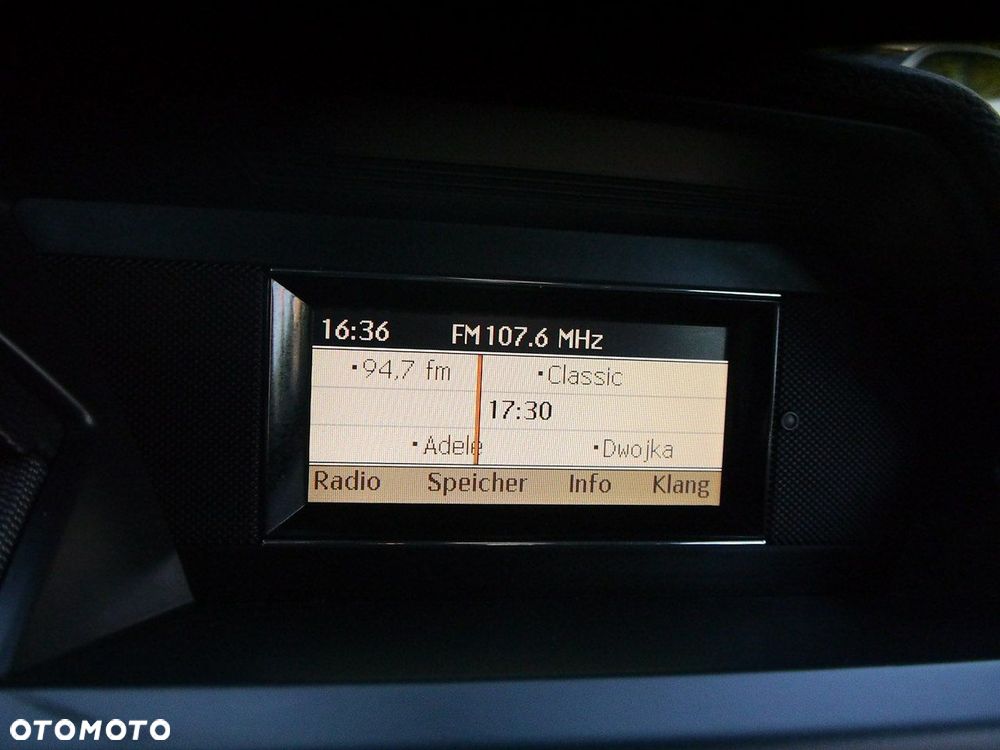 16:36 FM 107.6 MHz
•94,7 fm •Classic
17:30
•Adele •Dwojka
Radio Speicher Info Klang
OTOMOTO